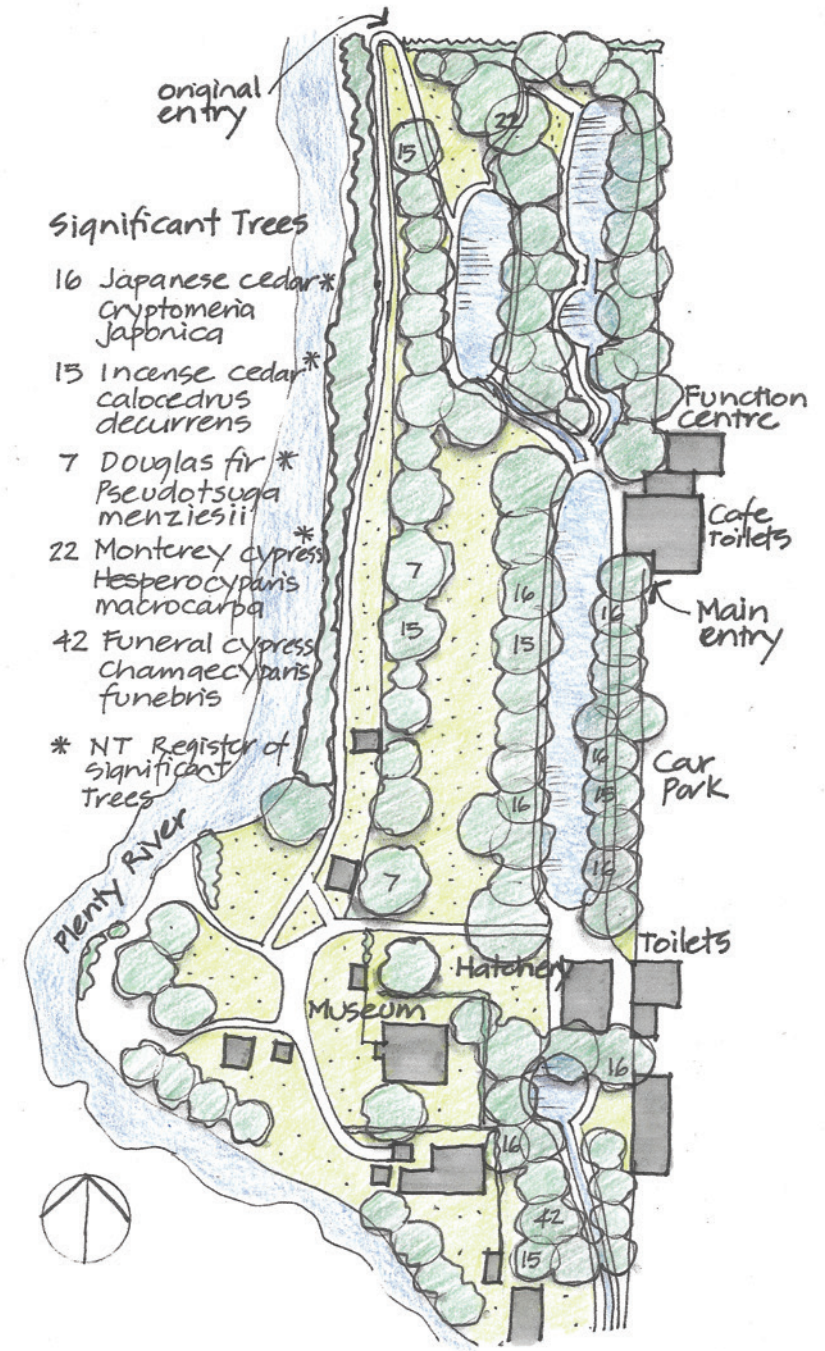 original
entry
Significant Trees
16 Japanese cedar*
Cryptomeria
japonica
15 Incense cedar*
calocedrus
decurrens
7 Douglas fir *
Pseudotsuga
menziesii
22 Monterey cypress*
Hesperocyparis
macrocarpa
42 Funeral cypress
Chamaecyparis
funebris
* NT Register of
significant
Trees
Plenty River
22
15
Function
centre
Cafe
Toilets
Main
entry
7
16
16
15
15
16
Car
Park
15
16
16
7
Toilets
Hatchery
Museum
16
16
42
15